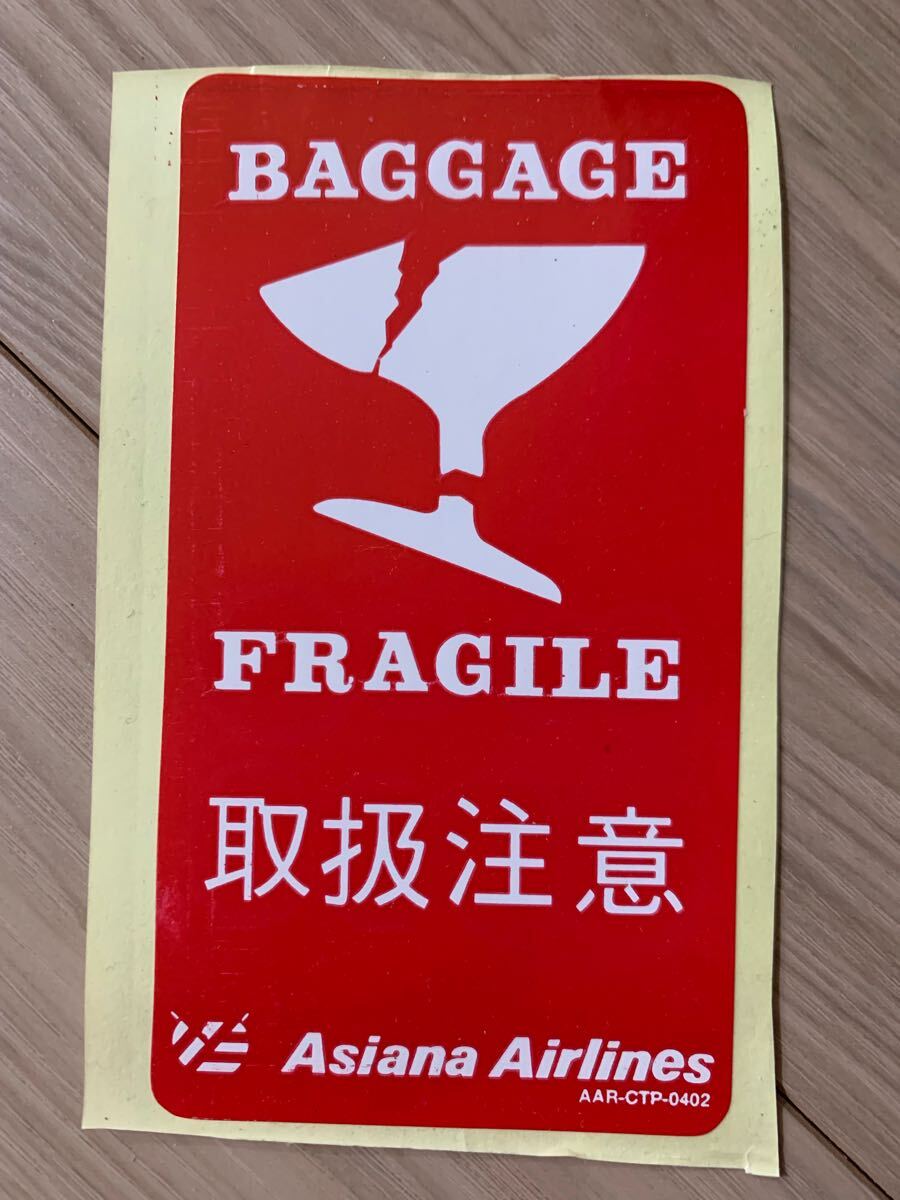 BAGGAGE
FRAGILE
取扱注意
Asiana Airlines
AAR-CTP-0402